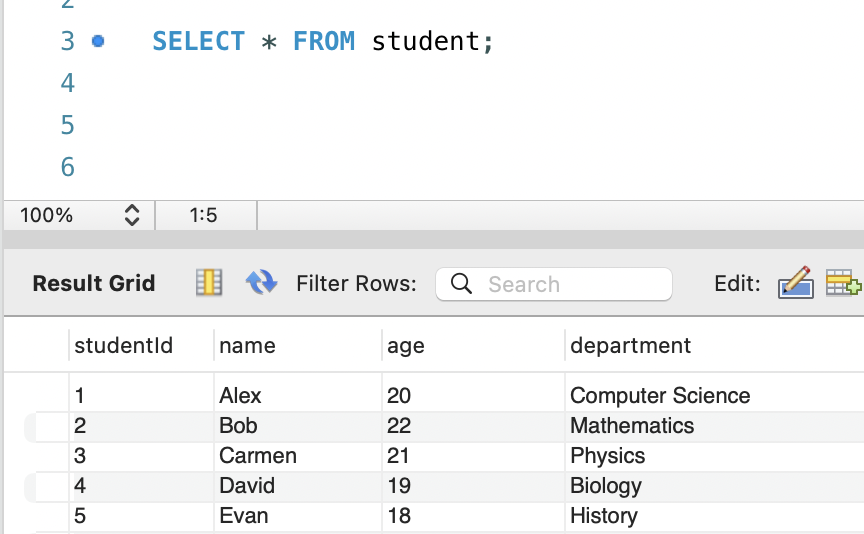 2
3 SELECT * FROM student;
4
5
6
100% 1:5
Result Grid Filter Rows: Search Edit:
studentId name age department
1 Alex 20 Computer Science
2 Bob 22 Mathematics
3 Carmen 21 Physics
4 David 19 Biology
5 Evan 18 History